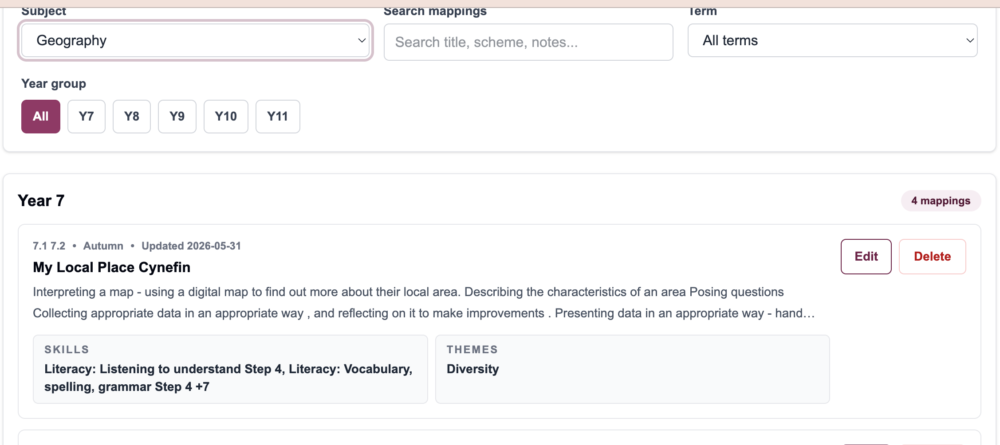 Subject
Search mappings
Term
Geography
Search title, scheme, notes...
All terms
Year group
All
Y7
Y8
Y9
Y10
Y11
Year 7
4 mappings
7.1 7.2 • Autumn • Updated 2026-05-31
Edit
Delete
My Local Place Cynefin
Interpreting a map - using a digital map to find out more about their local area. Describing the characteristics of an area Posing questions
Collecting appropriate data in an appropriate way , and reflecting on it to make improvements . Presenting data in an appropriate way - hand…
SKILLS
Literacy: Listening to understand Step 4, Literacy: Vocabulary,
spelling, grammar Step 4 +7
THEMES
Diversity